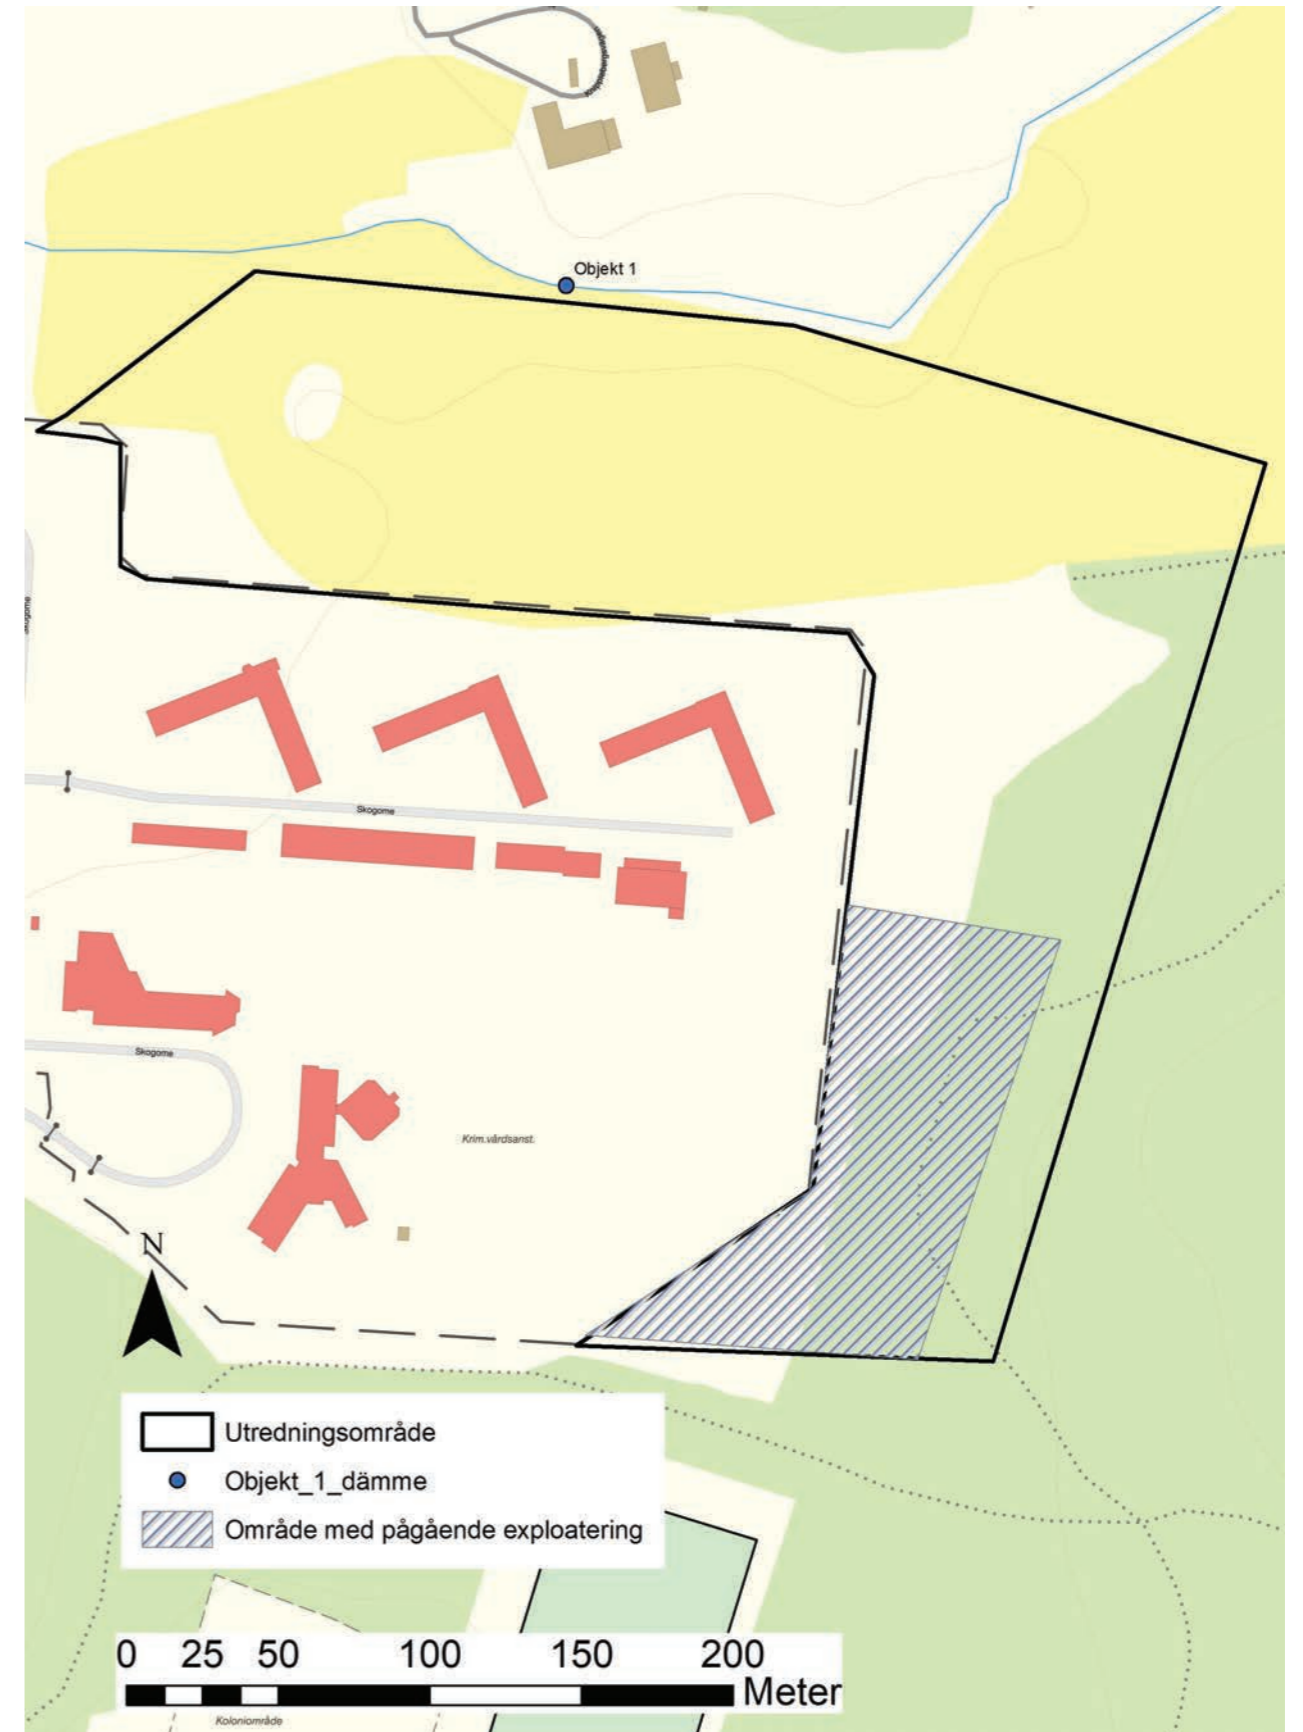 Objekt 1
Skogome
Skogome
Skogome
Krim.vårdsanst.
N
Utredningsområde
Objekt_1_dämme
Område med pågående exploatering
0 25 50 100 150 200
Meter
Koloniområde